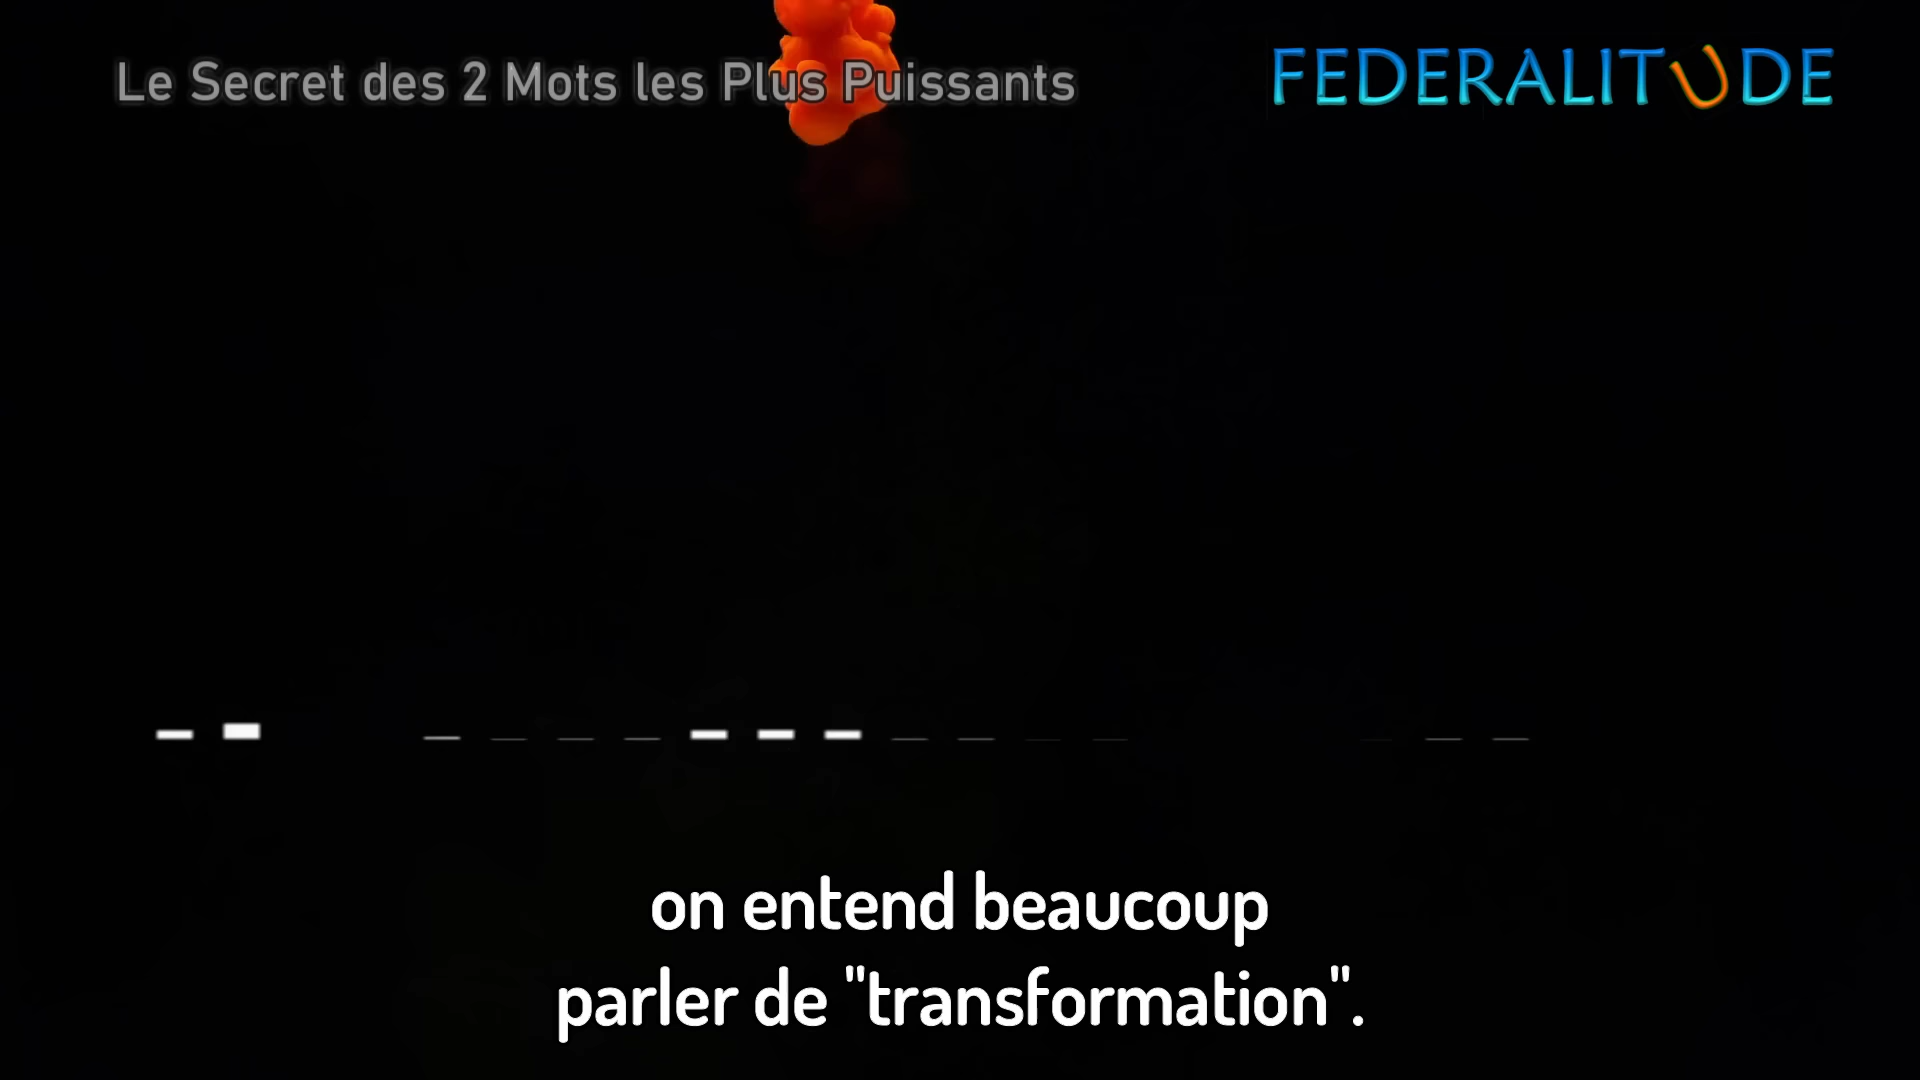 Le Secret des 2 Mots les Plus Puissants
FEDERALITUDE
on entend beaucoup
parler de "transformation".